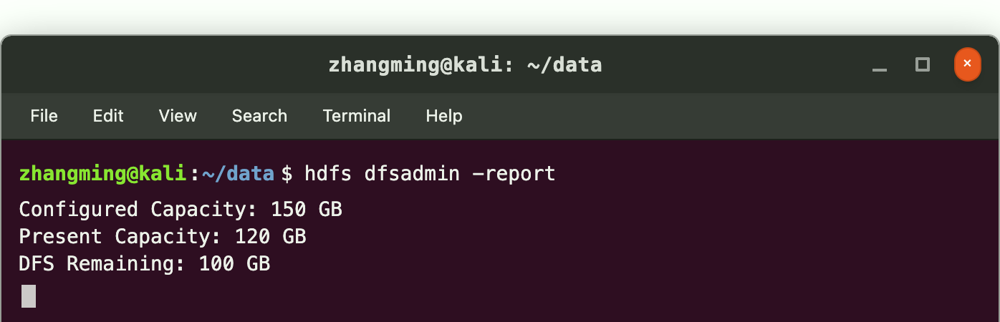 zhangming@kali: ~/data
×
File Edit View Search Terminal Help
zhangming@kali:~/data$ hdfs dfsadmin -report
Configured Capacity: 150 GB
Present Capacity: 120 GB
DFS Remaining: 100 GB